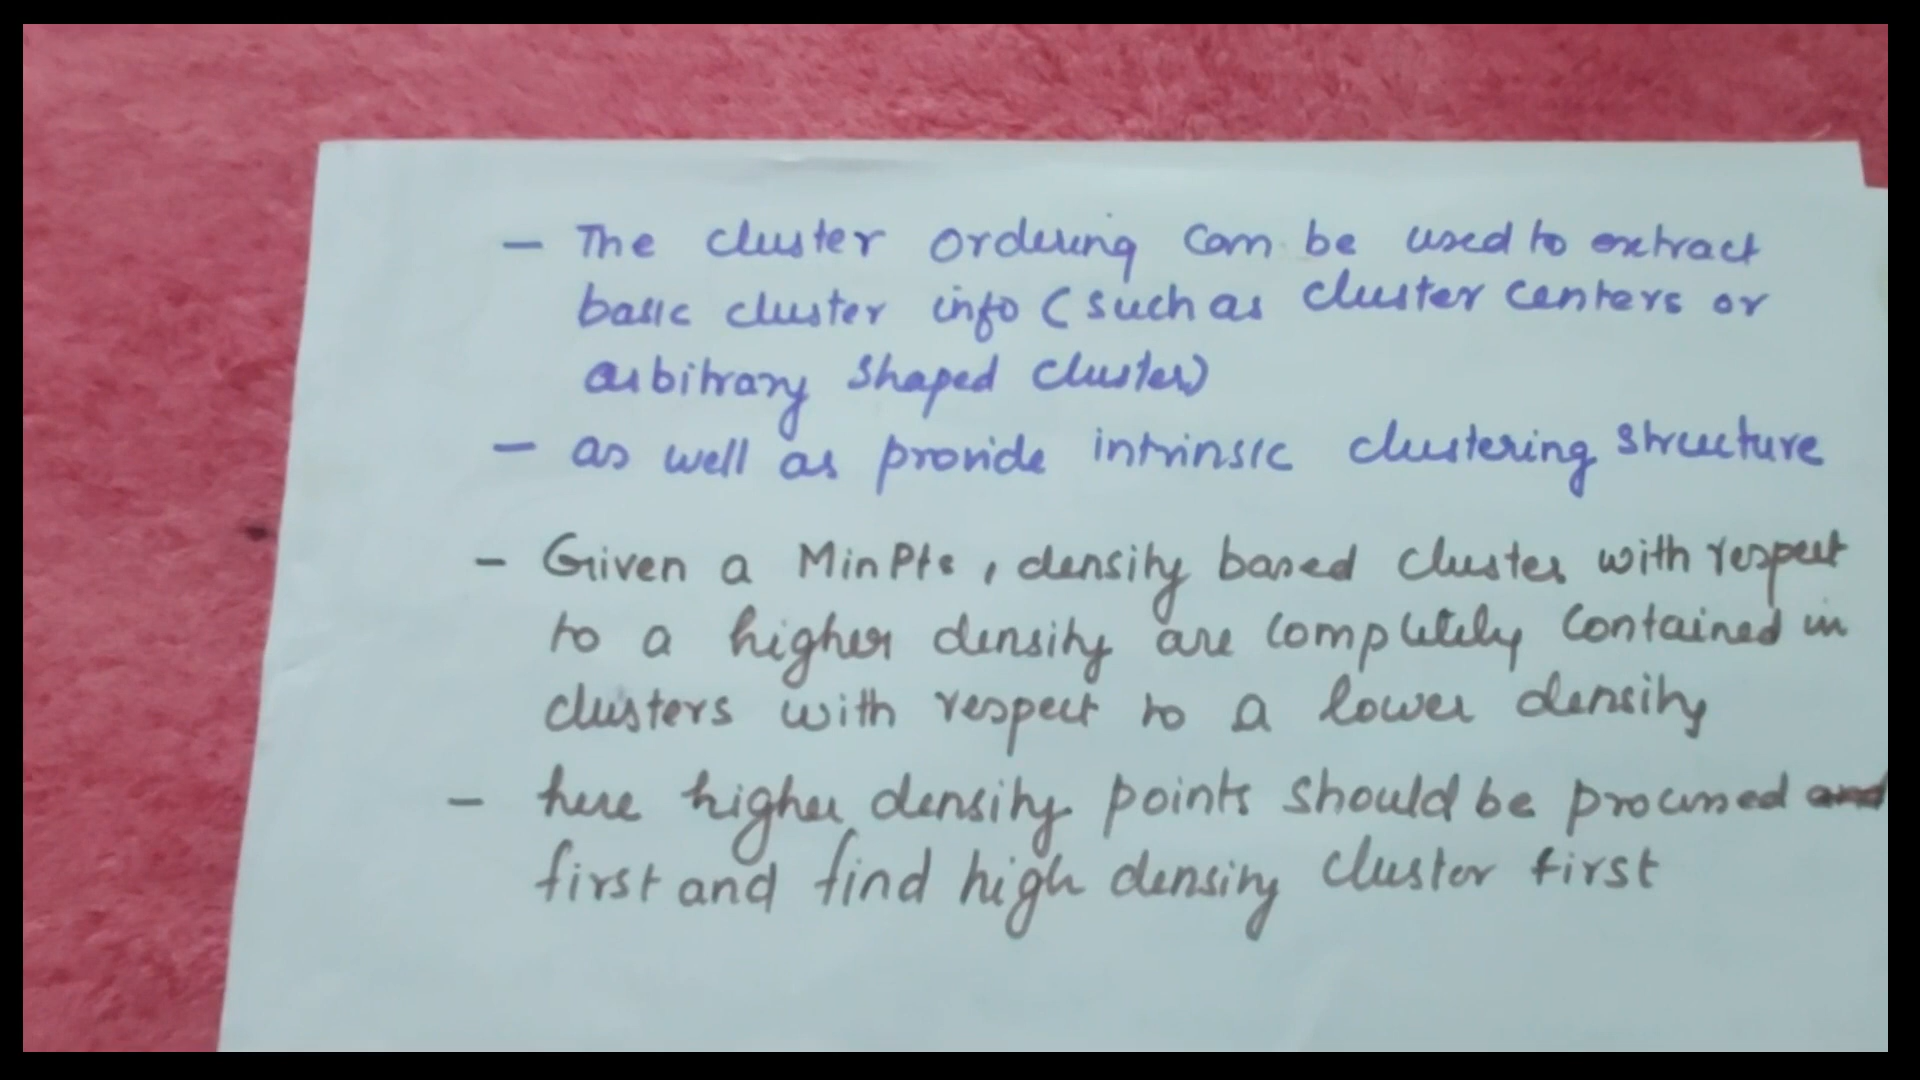 - The cluster ordering can be used to extract
basic cluster info (such as cluster centers or
arbitrary shaped cluster)
- as well as provide intrinsic clustering structure
- Given a MinPts, density based cluster with respect
to a higher density are completely contained in
clusters with respect to a lower density
- here higher density points should be processed and
first and find high density cluster first